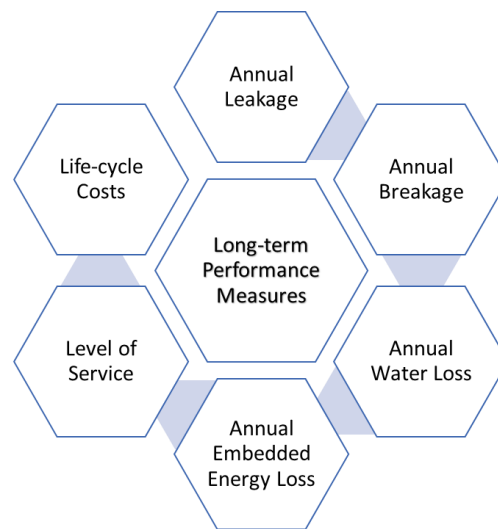 Annual
Leakage
Annual
Breakage
Annual
Water Loss
Annual
Embedded
Energy Loss
Level of
Service
Life-cycle
Costs
Long-term
Performance
Measures